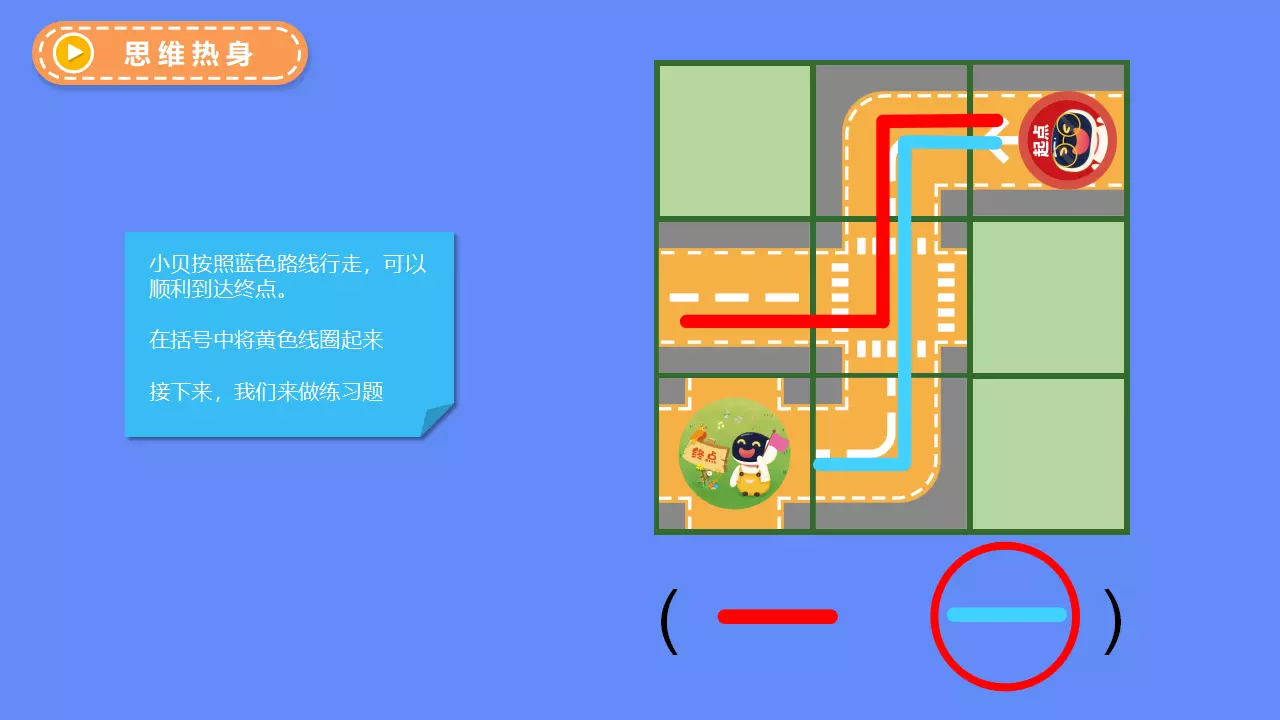 思维热身
起点
小贝按照蓝色路线行走，可以
顺利到达终点。
在括号中将黄色线圈起来
接下来，我们来做练习题
终点
( )